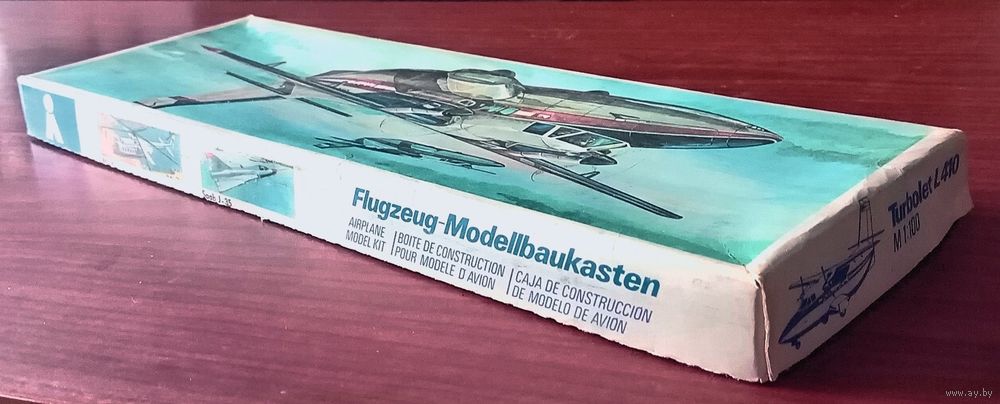 Flugzeug-Modellbaukasten
AIRPLANE
MODEL KIT
BOITE DE CONSTRUCTION
POUR MODELE D AVION
CAJA DE CONSTRUCCION
DE MODELO DE AVION
Saab J-35
Turbolet L410
M 1:100
www.ay.by